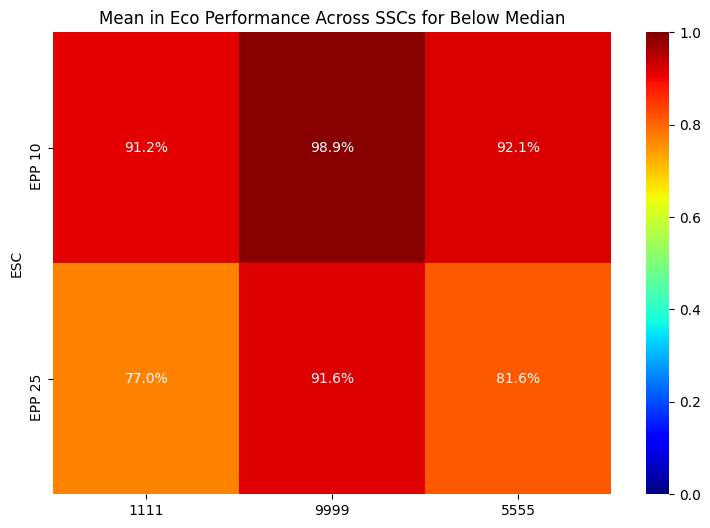 Mean in Eco Performance Across SSCs for Below Median
ESC
EPP 10
91.2% 98.9% 92.1%
EPP 25
77.0% 91.6% 81.6%
1111 9999 5555
1.0
0.8
0.6
0.4
0.2
0.0